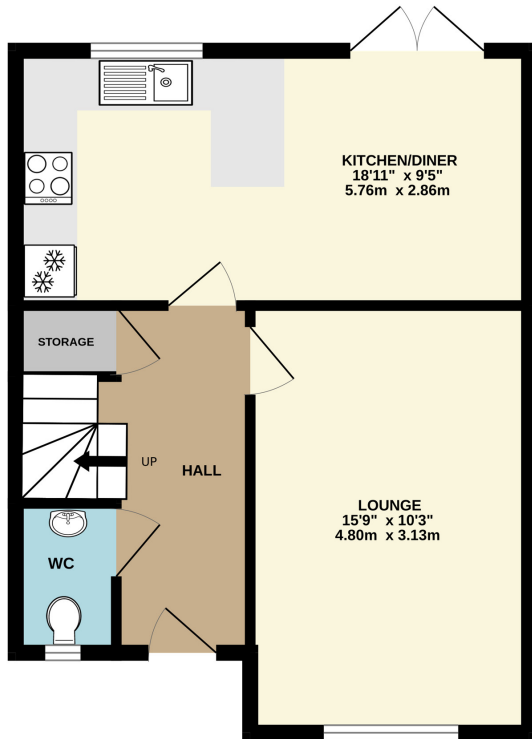 KITCHEN/DINER
18'11" x 9'5"
5.76m x 2.86m
STORAGE
UP
HALL
LOUNGE
15'9" x 10'3"
4.80m x 3.13m
WC